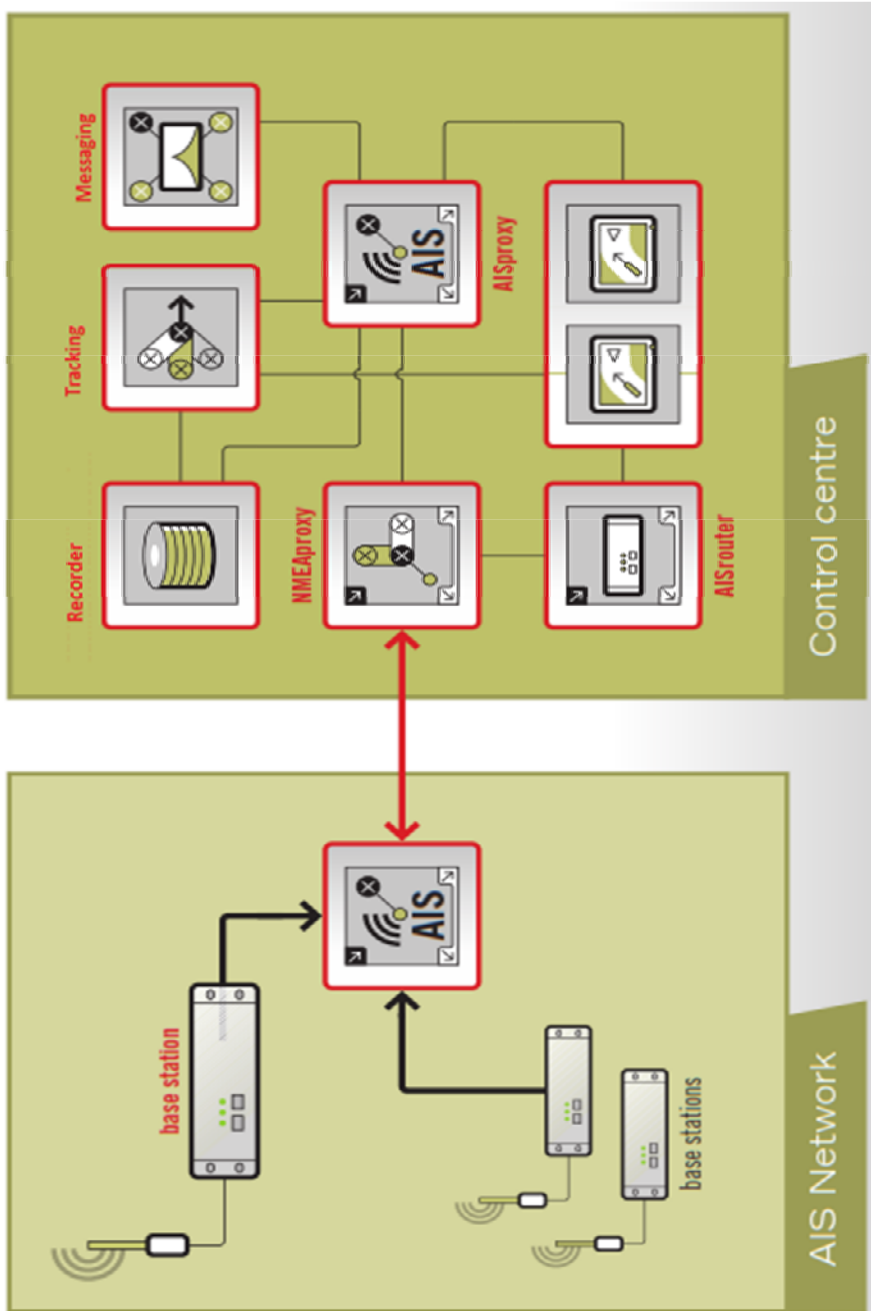 Messaging
Tracking
Recorder
AIS
AISproxy
NMEAproxy
AISrouter
Control centre
base station
AIS
base stations
AIS Network